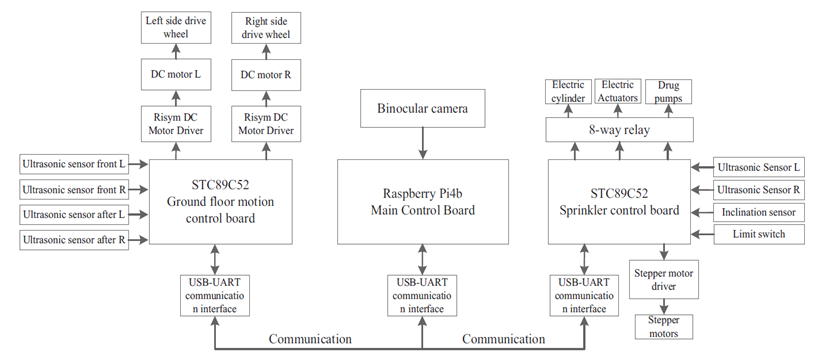 Left side drive
wheel
Right side
drive wheel
DC motor L
DC motor R
Risym DC
Motor Driver
Risym DC
Motor Driver
Binocular camera
Electric
cylinder
Electric
Actuators
Drug
pumps
8-way relay
Ultrasonic sensor front L
Ultrasonic sensor front R
Ultrasonic sensor after L
Ultrasonic sensor after R
STC89C52
Ground floor motion
control board
Raspberry Pi4b
Main Control Board
STC89C52
Sprinkler control board
Ultrasonic Sensor L
Ultrasonic Sensor R
Inclination sensor
Limit switch
USB-UART
communicatio
n interface
USB-UART
communicatio
n interface
USB-UART
communicatio
n interface
Stepper motor
driver
Stepper
motors
Communication
Communication